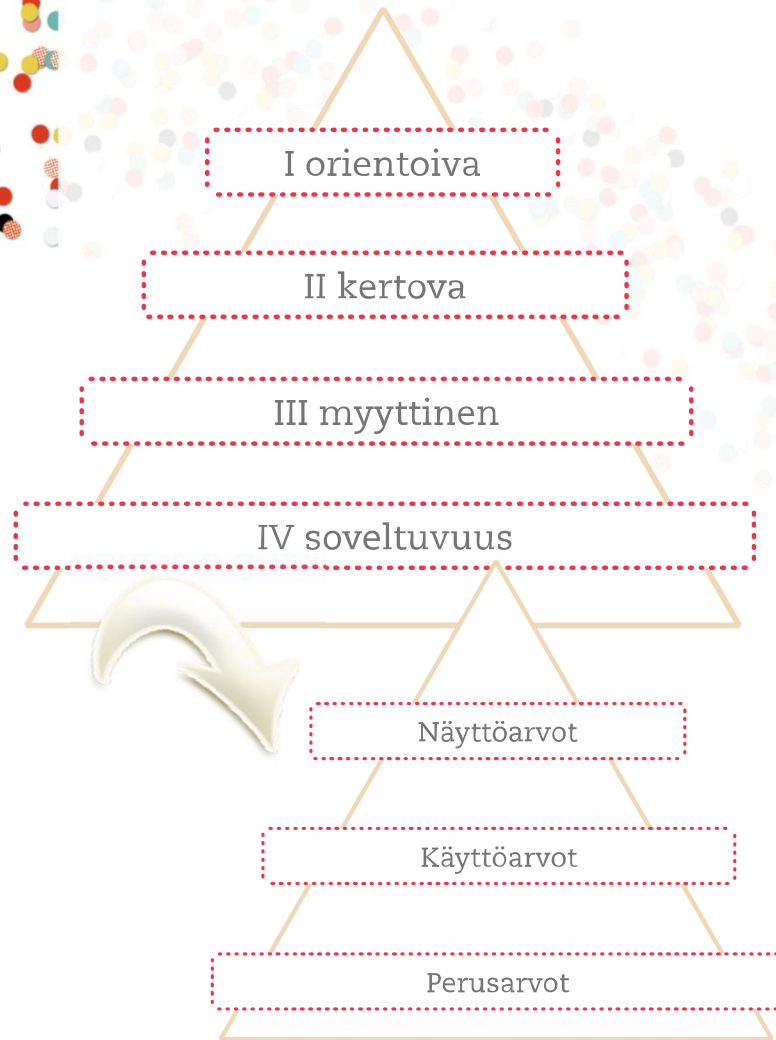 I orientoiva
II kertova
III myyttinen
IV soveltuvuus
Näyttöarvot
Käyttöarvot
Perusarvot